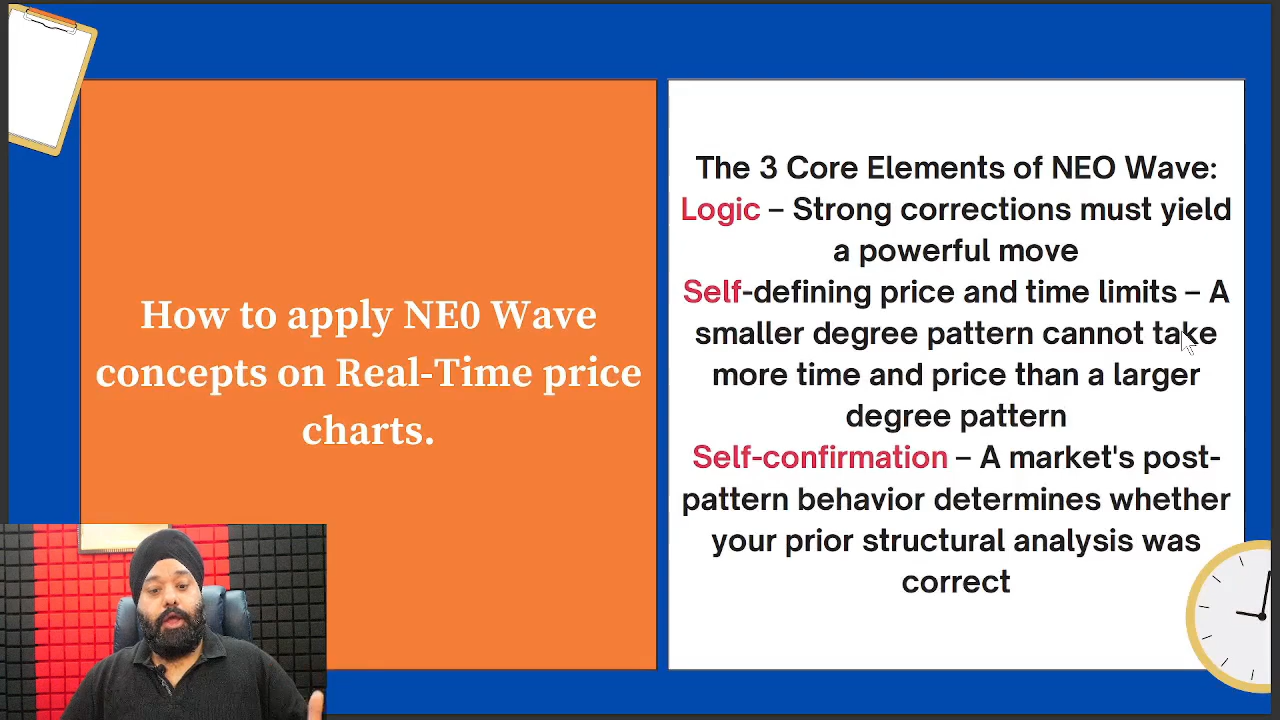 How to apply NE0 Wave
concepts on Real-Time price
charts.
The 3 Core Elements of NEO Wave:
Logic – Strong corrections must yield
a powerful move
Self-defining price and time limits – A
smaller degree pattern cannot take
more time and price than a larger
degree pattern
Self-confirmation – A market's post-
pattern behavior determines whether
your prior structural analysis was
correct